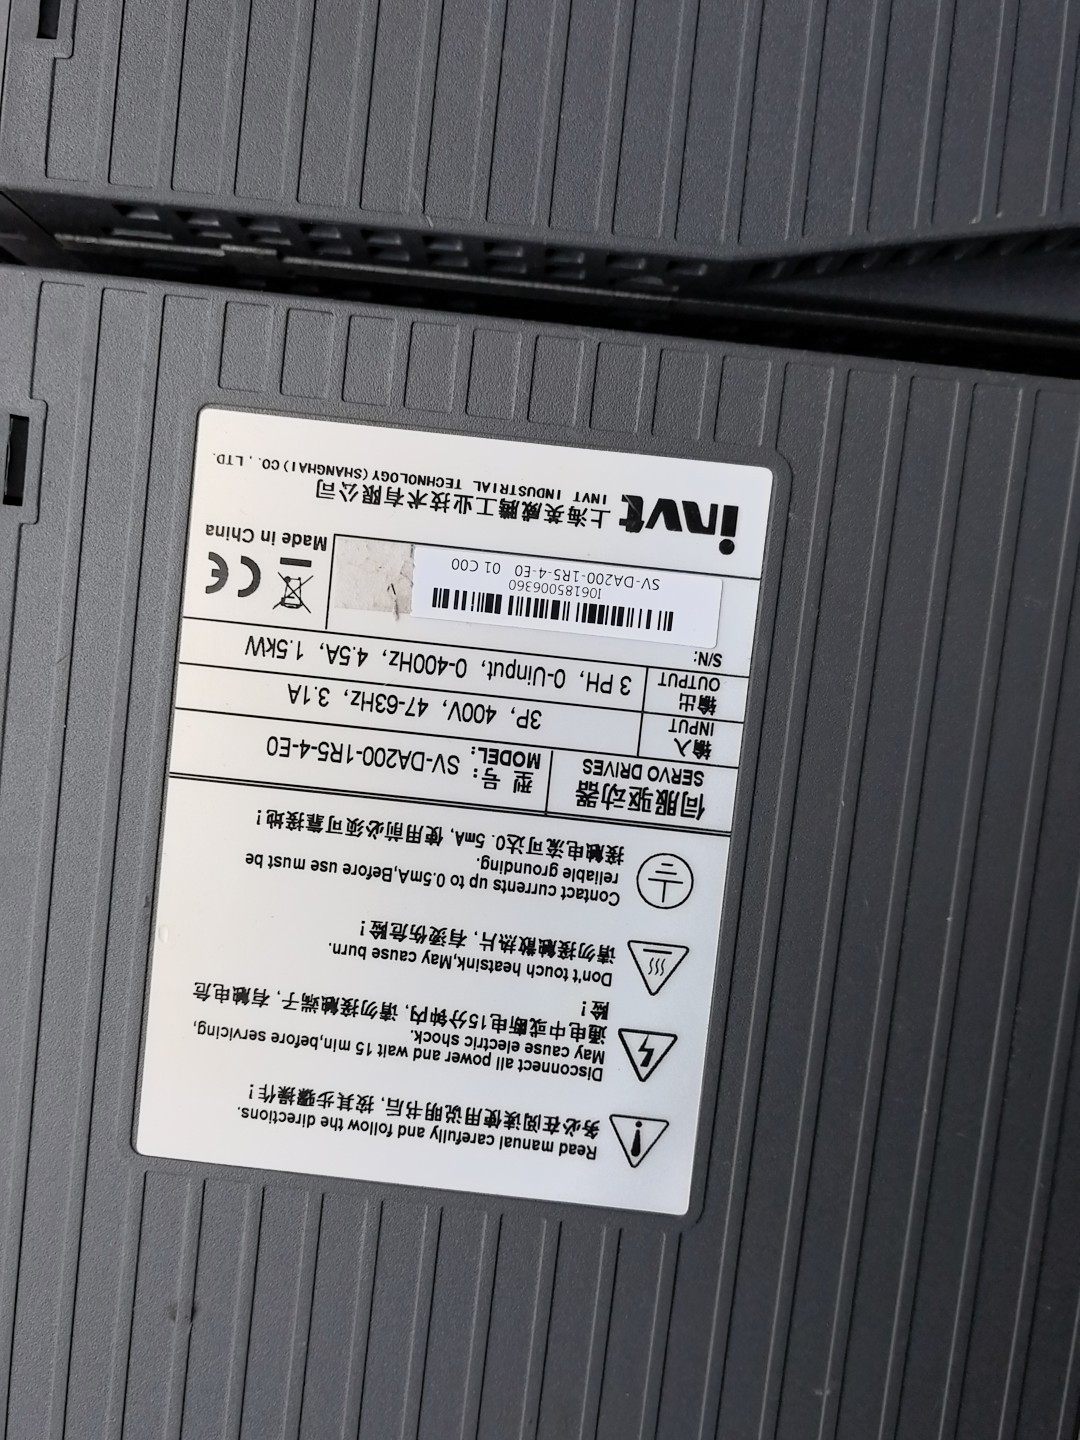 务必在阅读使用说明书后，按其步骤操作！
Read manual carefully and follow the directions.
通电中或断电15分钟内，请勿接触端子，有触电危
险！
Disconnect all power and wait 15 min,before servicing,
May cause electric shock.
请勿接触散热片，有烫伤危险！
Don't touch heatsink,May cause burn.
接触电流可达0.5mA，使用前必须可靠接地！
Contact currents up to 0.5mA,Before use must be
reliable grounding.
伺服驱动器
SERVO DRIVES
型 号：
MODEL:
SV-DA200-1R5-4-E0
输入
INPUT
3P, 400V, 47-63Hz, 3.1A
输出
OUTPUT
3 PH, 0-Uinput, 0-400Hz, 4.5A, 1.5kW
S/N:
I06185006360
SV-DA200-1R5-4-E0 01 C00
CE
Made in China
invt
上海英威腾工业技术有限公司
INVT INDUSTRIAL TECHNOLOGY(SHANGHAI)CO.,LTD.